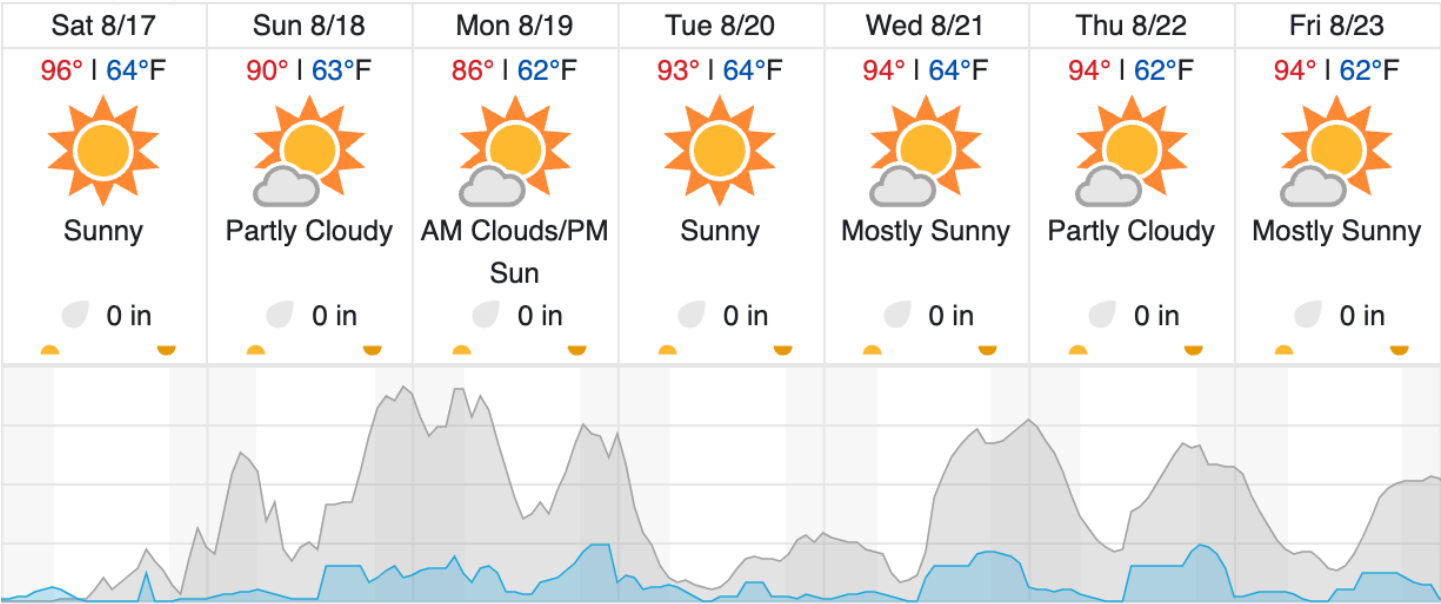 Sat 8/17 Sun 8/18 Mon 8/19 Tue 8/20 Wed 8/21 Thu 8/22 Fri 8/23
96° | 64°F 90° | 63°F 86° | 62°F 93° | 64°F 94° | 64°F 94° | 62°F 94° | 62°F
Sunny Partly Cloudy AM Clouds/PM Sunny Mostly Sunny Partly Cloudy Mostly Sunny
Sun
0 in 0 in 0 in 0 in 0 in 0 in 0 in